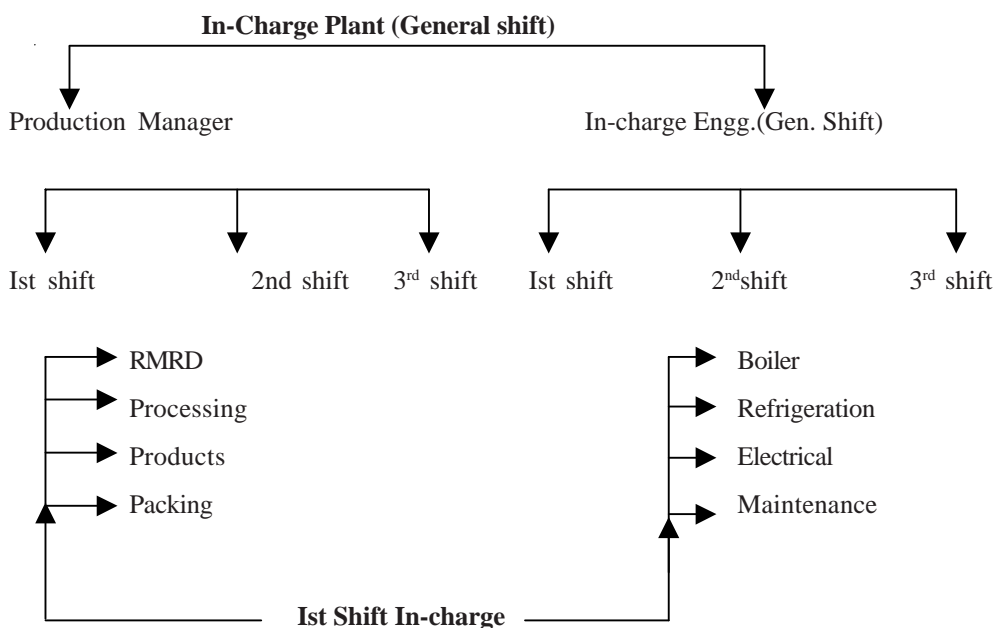 In-Charge Plant (General shift)
Production Manager
In-charge Engg.(Gen. Shift)
Ist shift
2nd shift
3rd shift
Ist shift
2ndshift
3rd shift
RMRD
Processing
Products
Packing
Boiler
Refrigeration
Electrical
Maintenance
Ist Shift In-charge